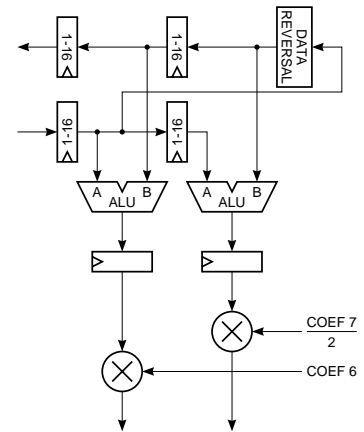 1-16
1-16
DATA
REVERSAL
1-16
1-16
A B
ALU
A B
ALU
COEF 7
2
COEF 6